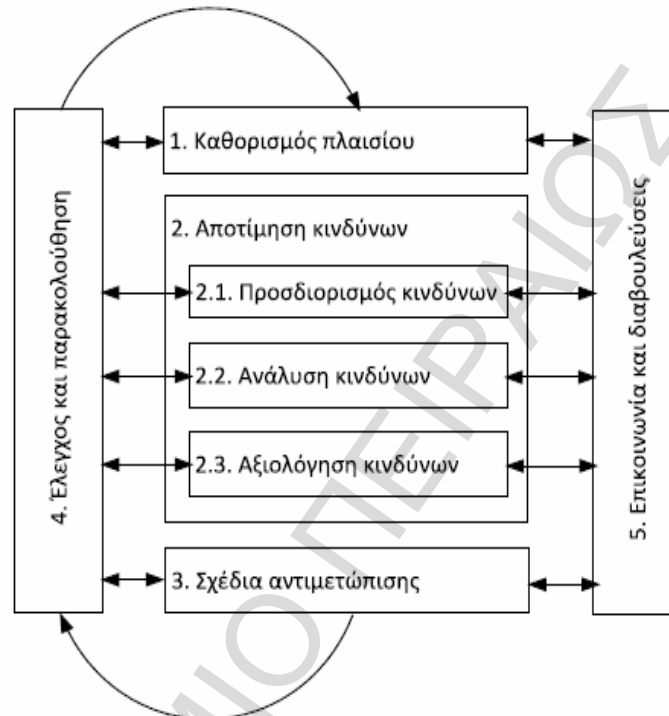 1. Καθορισμός πλαισίου
2. Αποτίμηση κινδύνων
2.1. Προσδιορισμός κινδύνων
2.2. Ανάλυση κινδύνων
2.3. Αξιολόγηση κινδύνων
3. Σχέδια αντιμετώπισης
4. Έλεγχος και παρακολούθηση
5. Επικοινωνία και διαβουλεύσεις
ΠΕΙΡΑΙΩΣ